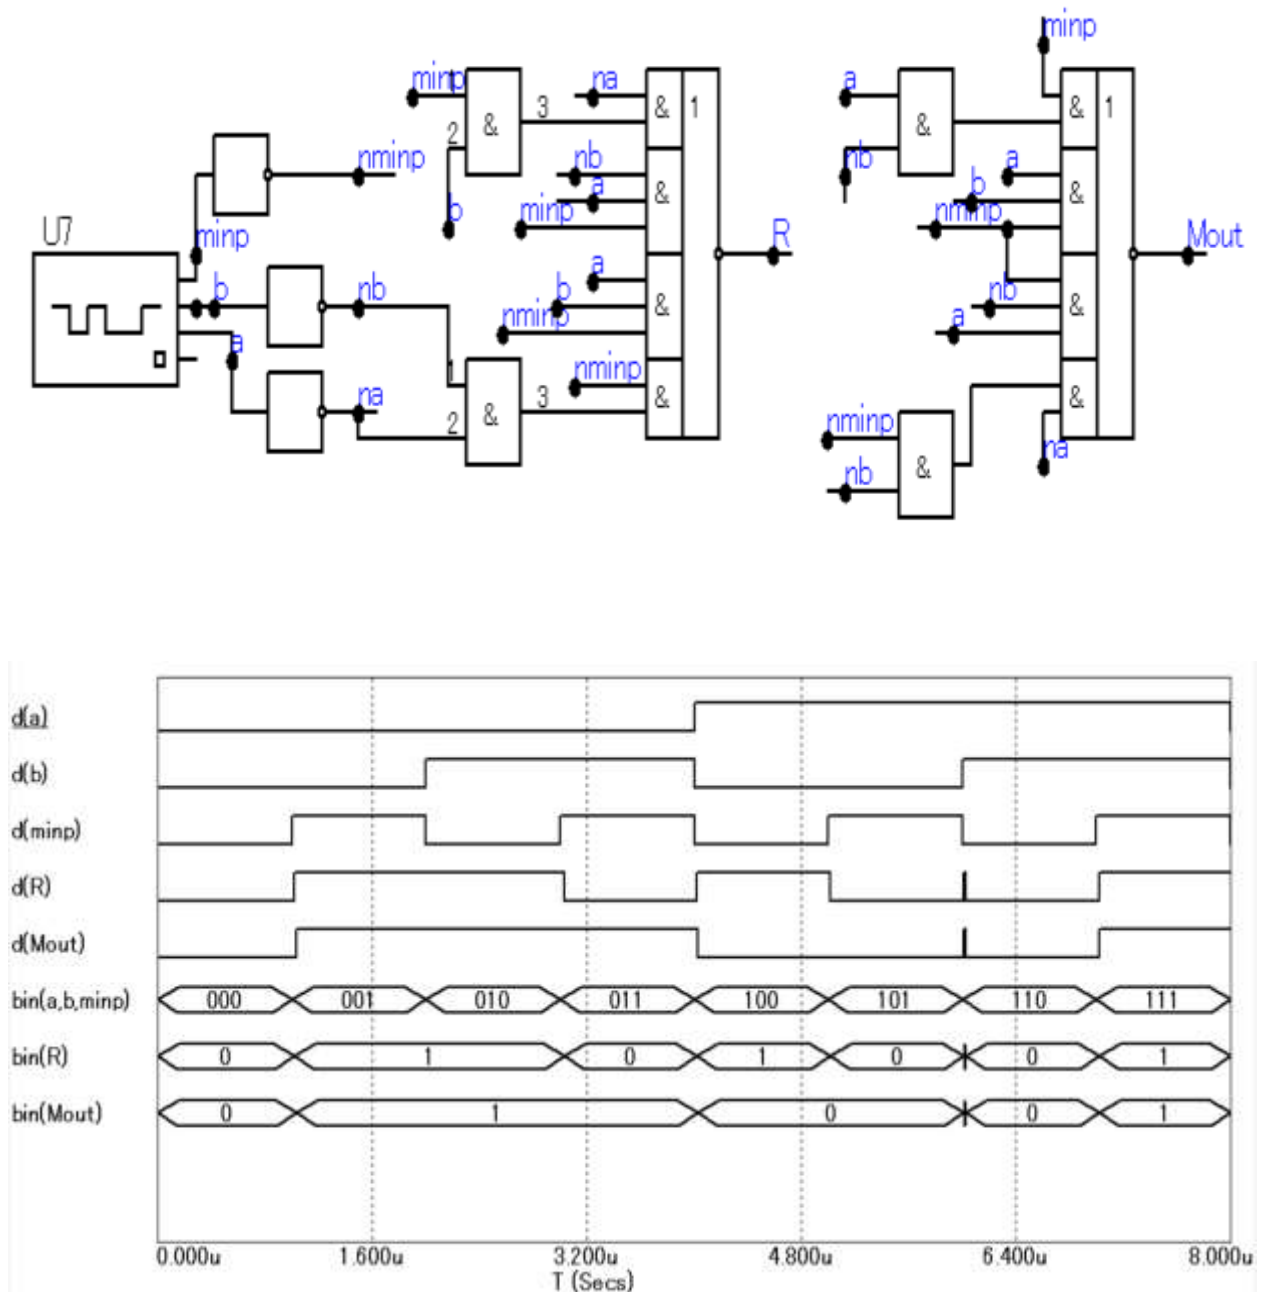 minp
minp
na
a
1
&
1
3
&
1
&
&
2
nb
nb
nminp
a
a
&
b
&
b
minp
nminp
U7
minp
R
Mout
a
b
nb
b
&
nb
&
nminp
a
a
nminp
1
na
&
3
&
&
2
nminp
na
nb
&
d(a)
d(b)
d(minp)
d(R)
d(Mout)
bin(a,b,minp) 000 001 010 011 100 101 110 111
bin(R) 0 1 0 1 0 0 1
bin(Mout) 0 1 0 0 1
0.000u 1.600u 3.200u 4.800u 6.400u 8.000u
T (Secs)